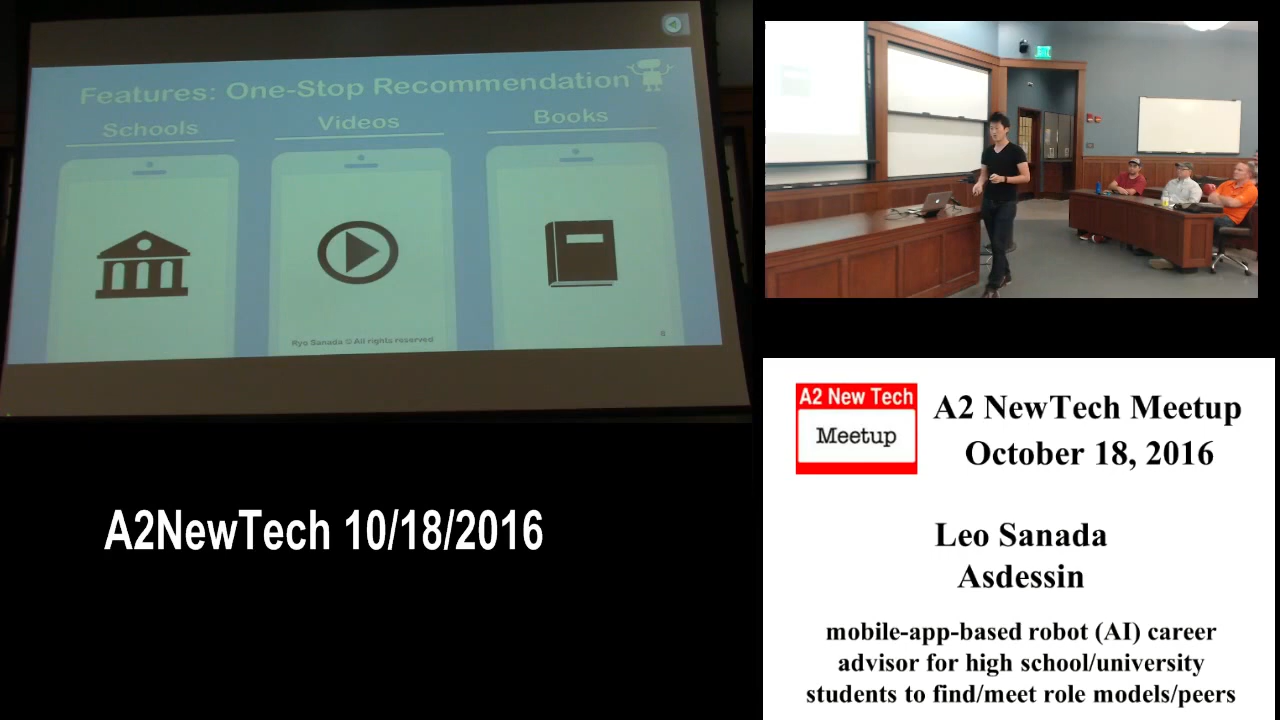 Features: One-Stop Recommendation
Schools
Videos
Books
Ryo Sanada © All rights reserved
6
A2NewTech 10/18/2016
A2 New Tech
Meetup
A2 NewTech Meetup
October 18, 2016
Leo Sanada
Asdessin
mobile-app-based robot (AI) career
advisor for high school/university
students to find/meet role models/peers